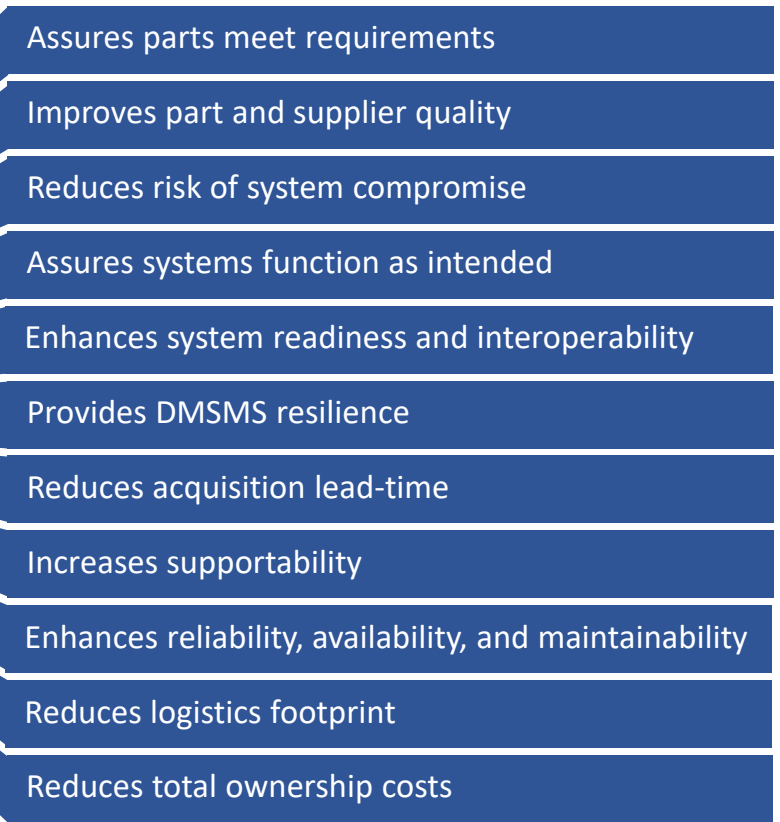 Assures parts meet requirements
Improves part and supplier quality
Reduces risk of system compromise
Assures systems function as intended
Enhances system readiness and interoperability
Provides DMSMS resilience
Reduces acquisition lead-time
Increases supportability
Enhances reliability, availability, and maintainability
Reduces logistics footprint
Reduces total ownership costs